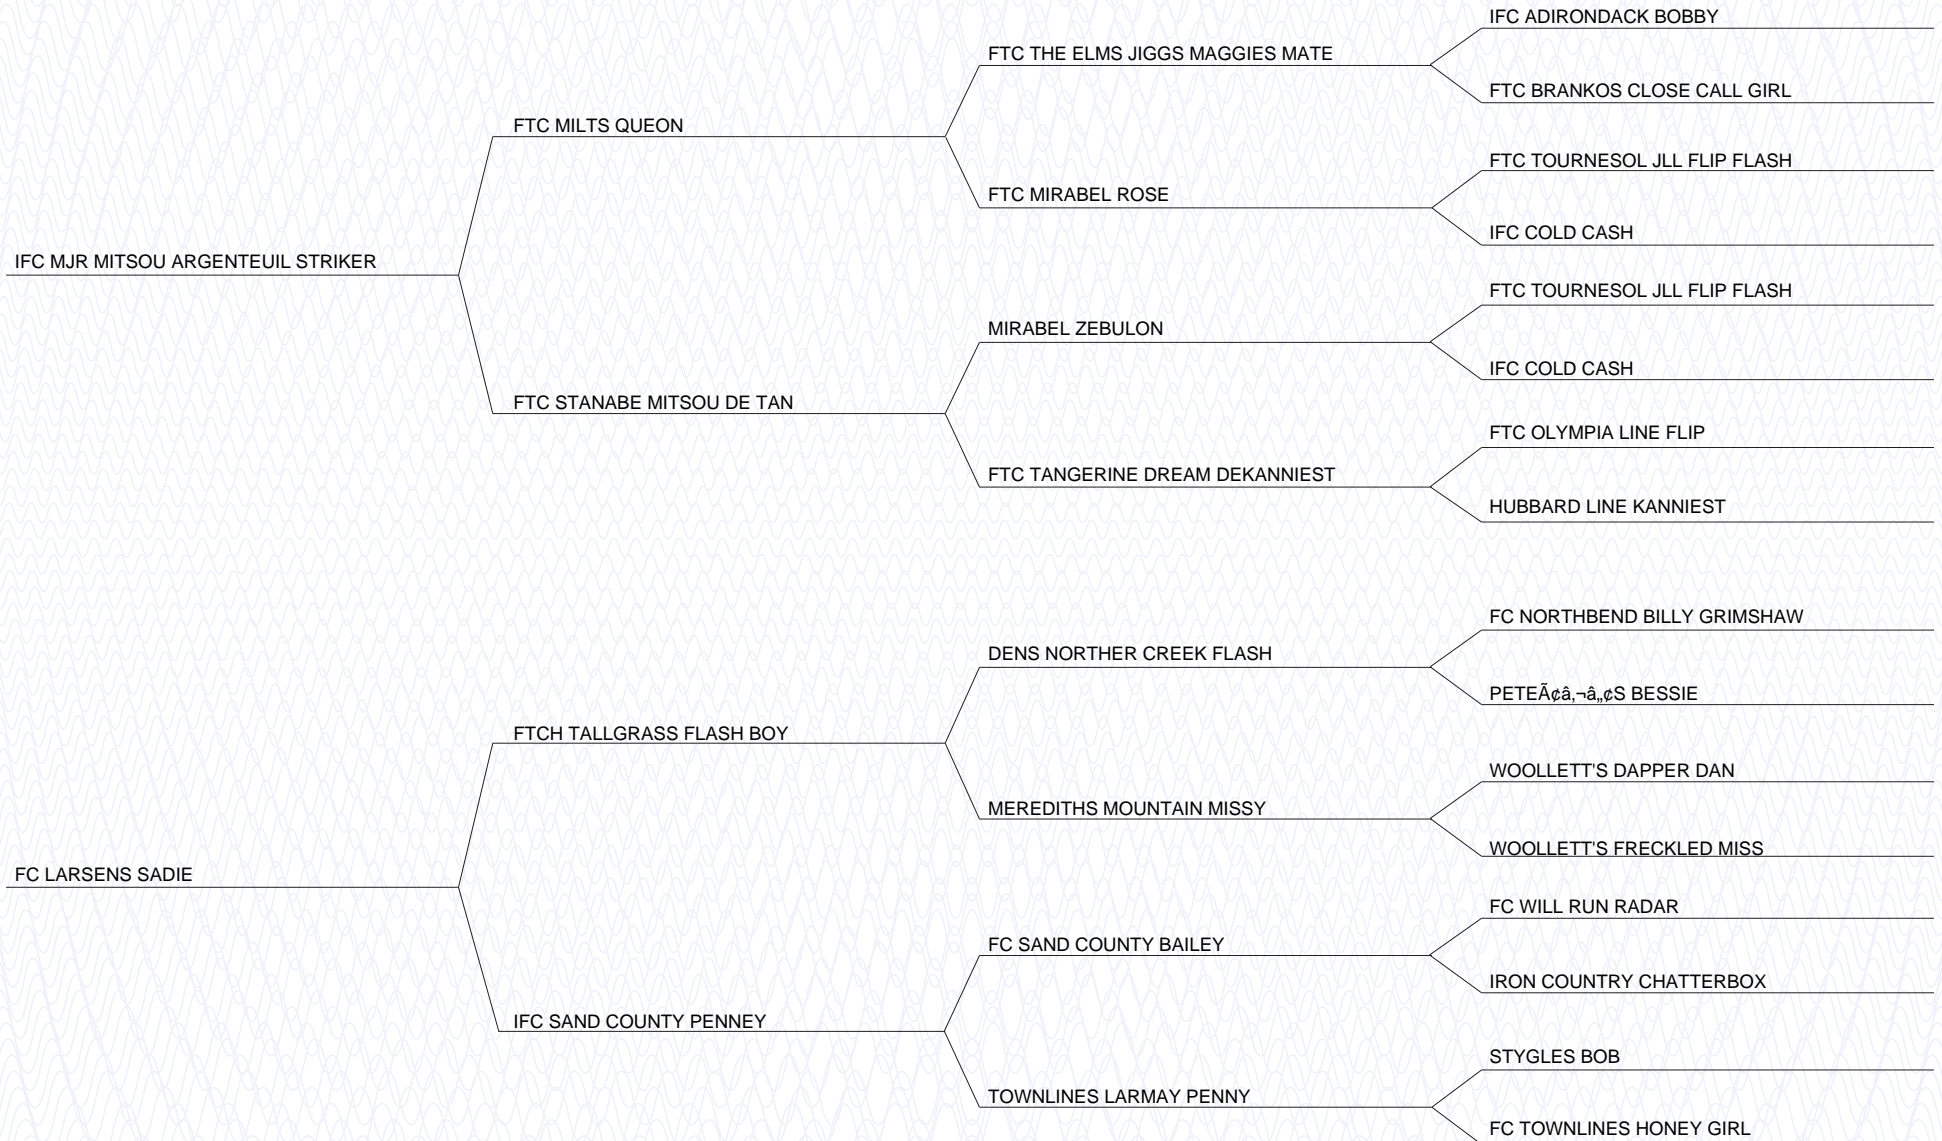 IFC ADIRONDACK BOBBY
FTC THE ELMS JIGGS MAGGIES MATE
FTC BRANKOS CLOSE CALL GIRL
FTC MILTS QUEON
FTC TOURNESOL JLL FLIP FLASH
FTC MIRABEL ROSE
IFC COLD CASH
IFC MJR MITSOU ARGENTEUIL STRIKER
FTC TOURNESOL JLL FLIP FLASH
MIRABEL ZEBULON
IFC COLD CASH
FTC STANABE MITSOU DE TAN
FTC OLYMPIA LINE FLIP
FTC TANGERINE DREAM DEKANNIEST
HUBBARD LINE KANNIEST
FC NORTHBEND BILLY GRIMSHAW
DENS NORTHER CREEK FLASH
PETEÃ¢â‚¬â„¢S BESSIE
FTCH TALLGRASS FLASH BOY
WOOLLETT'S DAPPER DAN
MEREDITHS MOUNTAIN MISSY
WOOLLETT'S FRECKLED MISS
FC LARSENS SADIE
FC WILL RUN RADAR
FC SAND COUNTY BAILEY
IRON COUNTRY CHATTERBOX
IFC SAND COUNTY PENNEY
STYGLES BOB
TOWNLINES LARMAY PENNY
FC TOWNLINES HONEY GIRL